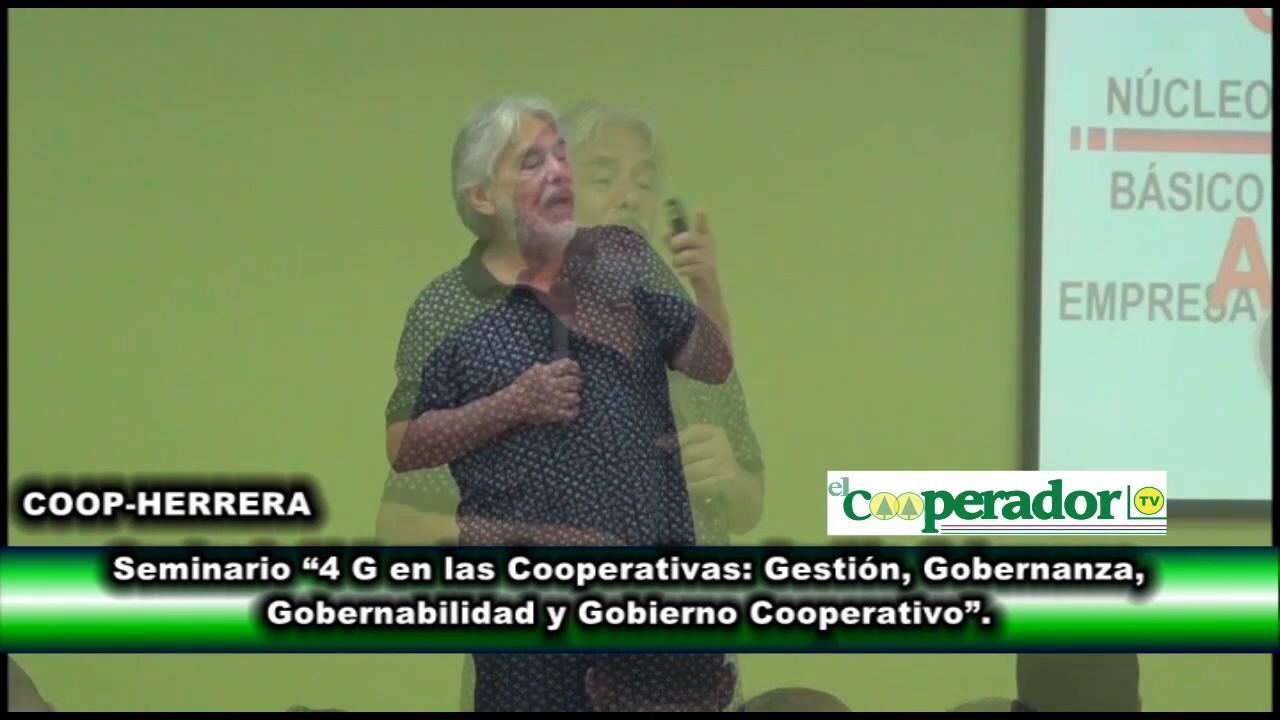 NÚCLEO
BÁSICO
A
EMPRESA
COOP-HERRERA
el cooperador TV
Seminario “4 G en las Cooperativas: Gestión, Gobernanza,
Gobernabilidad y Gobierno Cooperativo”.